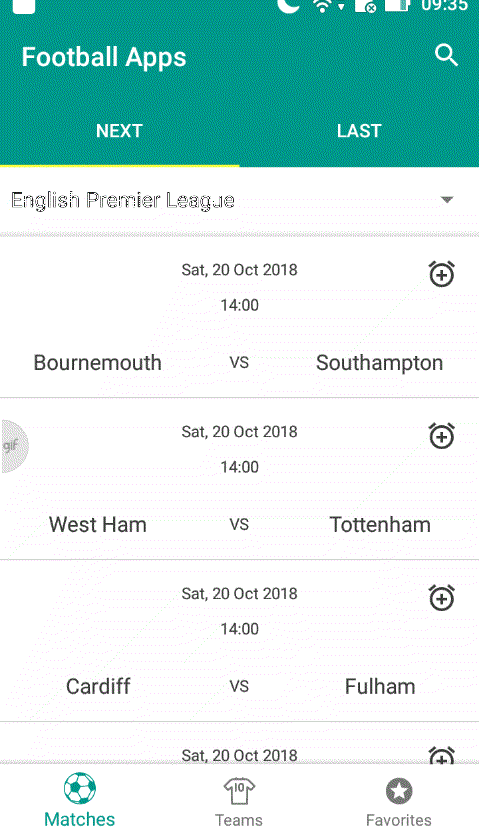 09:35
Football Apps
NEXT LAST
English Premier League
Sat, 20 Oct 2018
14:00
Bournemouth VS Southampton
gif
Sat, 20 Oct 2018
14:00
West Ham VS Tottenham
Sat, 20 Oct 2018
14:00
Cardiff VS Fulham
Sat, 20 Oct 2018
10
Matches Teams Favorites